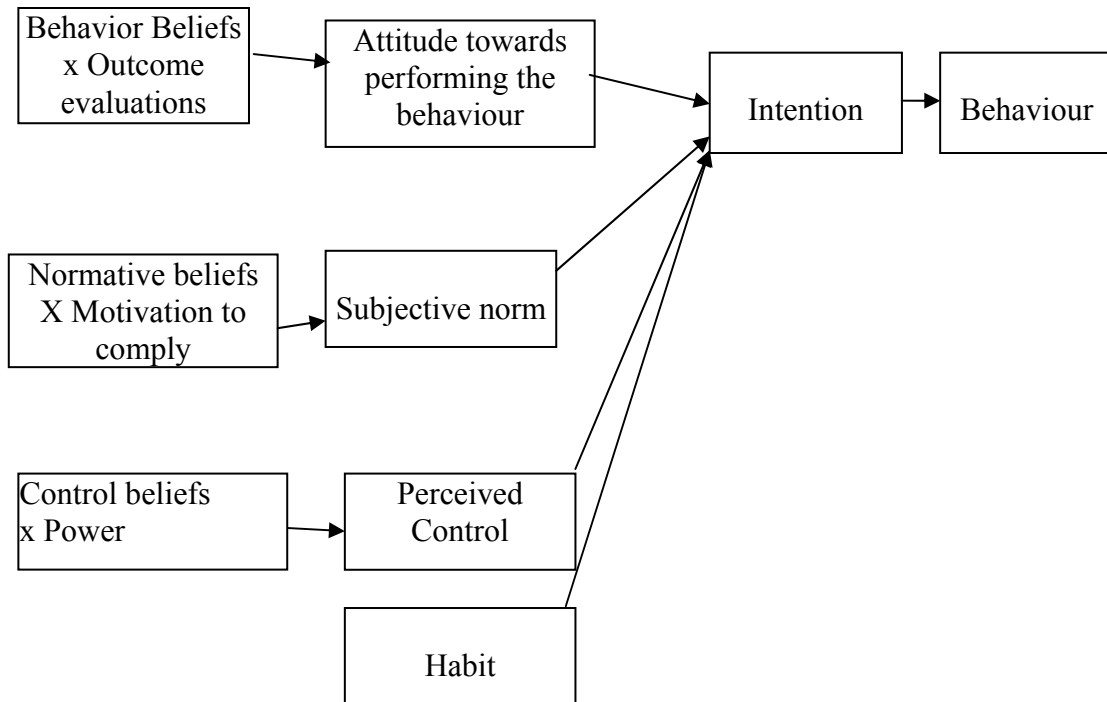 Behavior Beliefs
x Outcome
evaluations
Attitude towards
performing the
behaviour
Intention
Behaviour
Normative beliefs
X Motivation to
comply
Subjective norm
Control beliefs
x Power
Perceived
Control
Habit